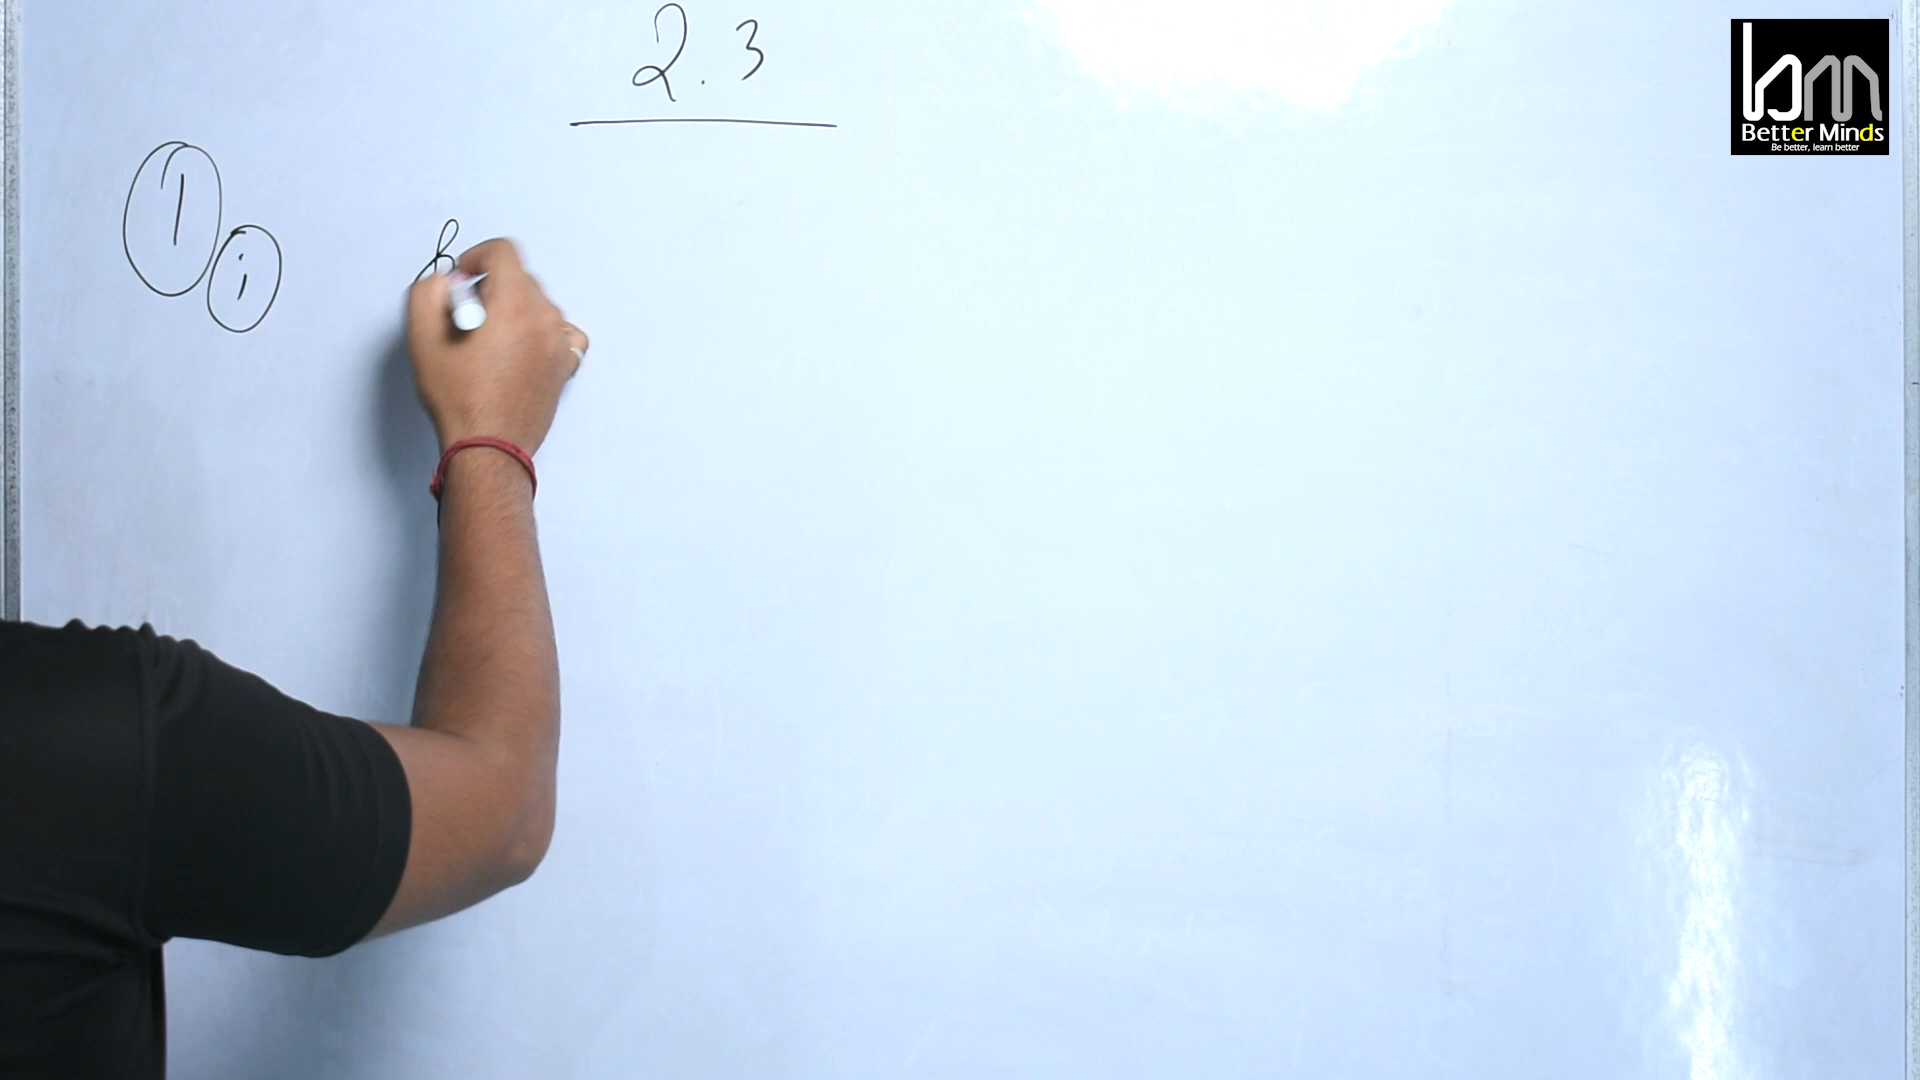 2.3
1
i
Better Minds
Be better, learn better